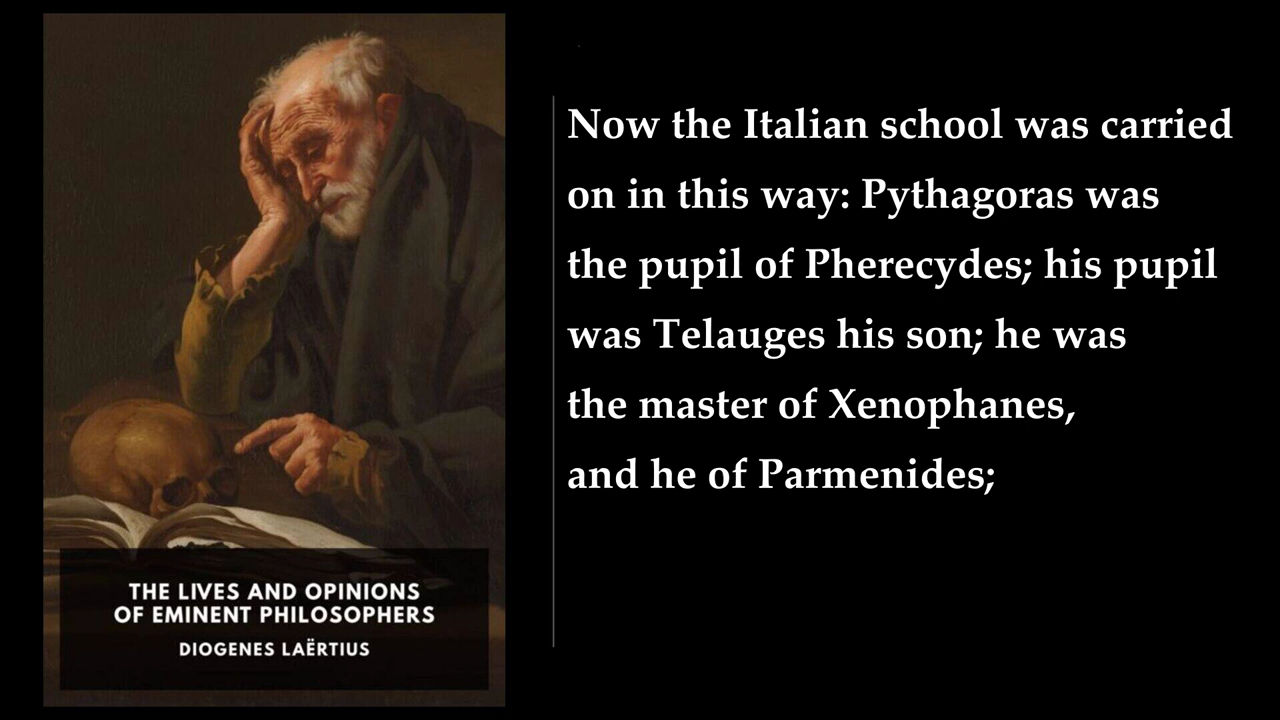 THE LIVES AND OPINIONS
OF EMINENT PHILOSOPHERS
DIOGENES LAËRTIUS
Now the Italian school was carried
on in this way: Pythagoras was
the pupil of Pherecydes; his pupil
was Telauges his son; he was
the master of Xenophanes,
and he of Parmenides;